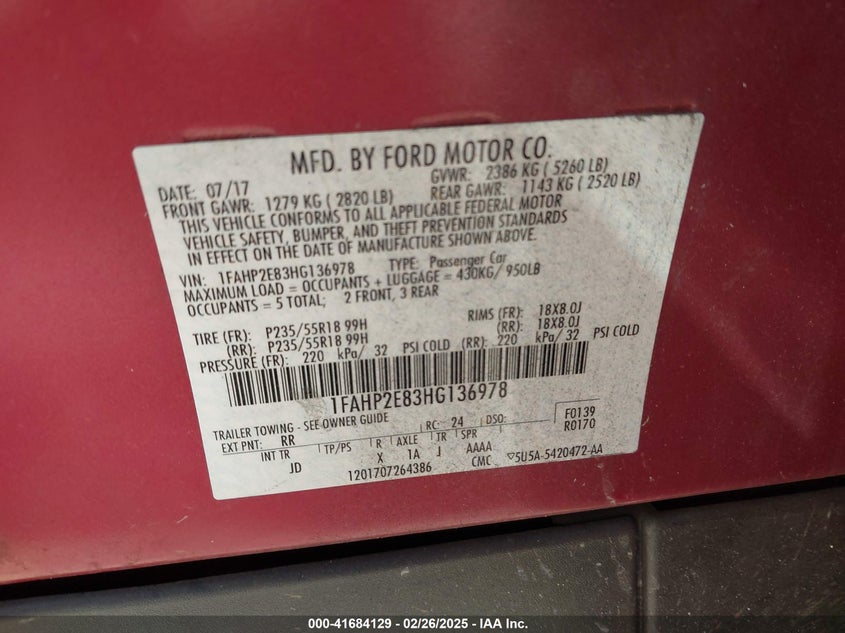 MFD. BY FORD MOTOR CO.
DATE: 07/17 GVWR: 2386 KG ( 5260 LB)
FRONT GAWR: 1279 KG ( 2820 LB) REAR GAWR: 1143 KG ( 2520 LB)
THIS VEHICLE CONFORMS TO ALL APPLICABLE FEDERAL MOTOR
VEHICLE SAFETY, BUMPER, AND THEFT PREVENTION STANDARDS
IN EFFECT ON THE DATE OF MANUFACTURE SHOWN ABOVE.
VIN: 1FAHP2E83HG136978 TYPE: Passenger Car
MAXIMUM LOAD = OCCUPANTS + LUGGAGE = 430KG/ 950LB
OCCUPANTS = 5 TOTAL; 2 FRONT, 3 REAR
TIRE (FR): P235/55R18 99H RIMS (FR): 18X8.0J
(RR): P235/55R18 99H (RR): 18X8.0J
PRESSURE (FR): 220 kPa/ 32 PSI COLD (RR): 220 kPa/ 32 PSI COLD
1FAHP2E83HG136978
TRAILER TOWING - SEE OWNER GUIDE RC: 24 DSO: F0139
EXT PNT: RR R0170
INT TR TP/PS R AXLE TR SPR
JD X 1A J AAAA
1201707264386 CMC ▽5U5A-5420472-AA
000-41684129 - 02/26/2025 - IAA Inc.